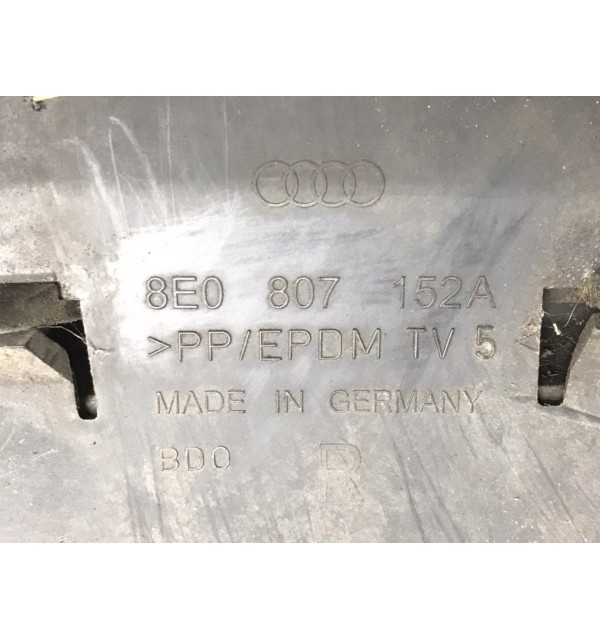 8E0 807 152A
>PP/EPDM TV 5
MADE IN GERMANY
BDO R